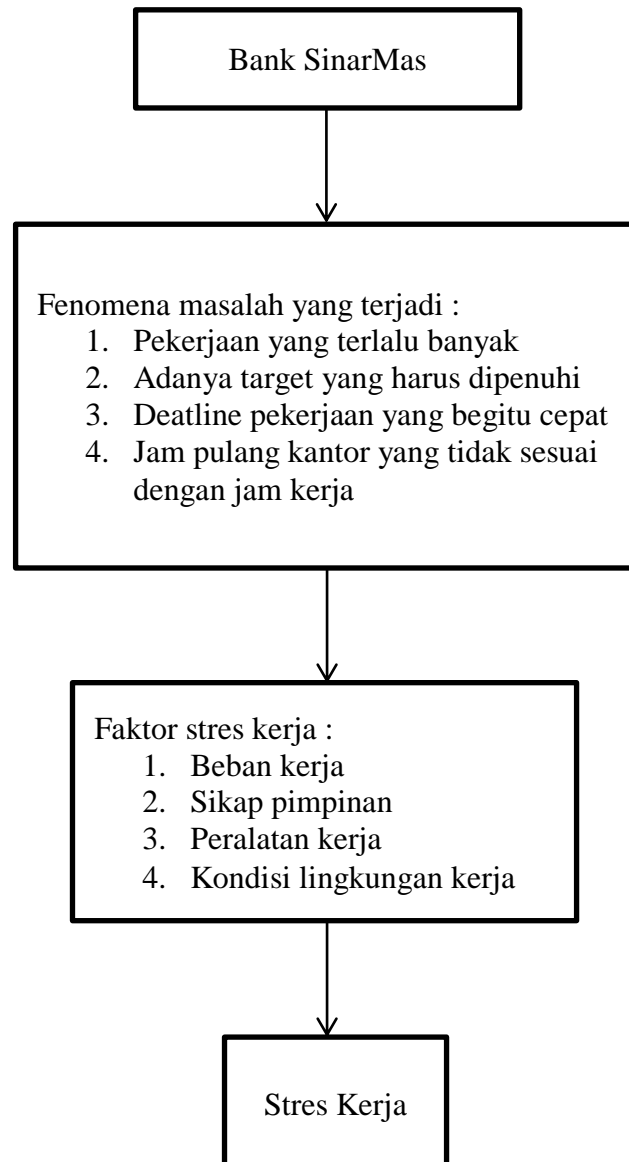 Bank SinarMas
Fenomena masalah yang terjadi :
1. Pekerjaan yang terlalu banyak
2. Adanya target yang harus dipenuhi
3. Deatline pekerjaan yang begitu cepat
4. Jam pulang kantor yang tidak sesuai
dengan jam kerja
Faktor stres kerja :
1. Beban kerja
2. Sikap pimpinan
3. Peralatan kerja
4. Kondisi lingkungan kerja
Stres Kerja